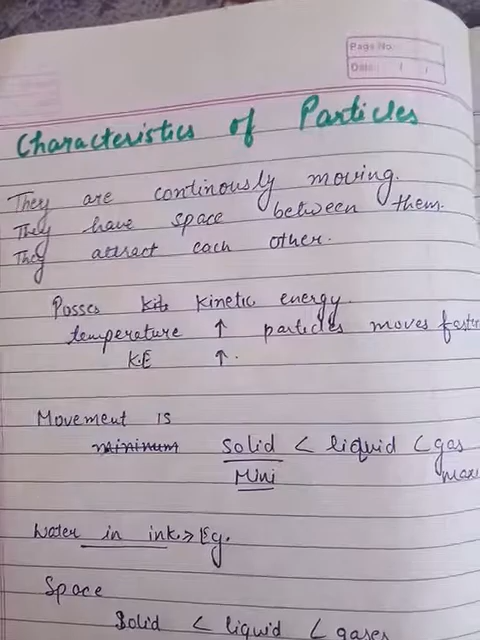 Page No:
Date: / /
Characteristics of Particles
They are continously moving.
They have space between them.
They attract each other.
Posses kinetic energy.
temperature ↑ particles moves faster
K.E ↑.
Movement is
mininum solid < liquid < gas
Mini maxi
Water in ink > Eg.
Space
Solid < liquid < gases